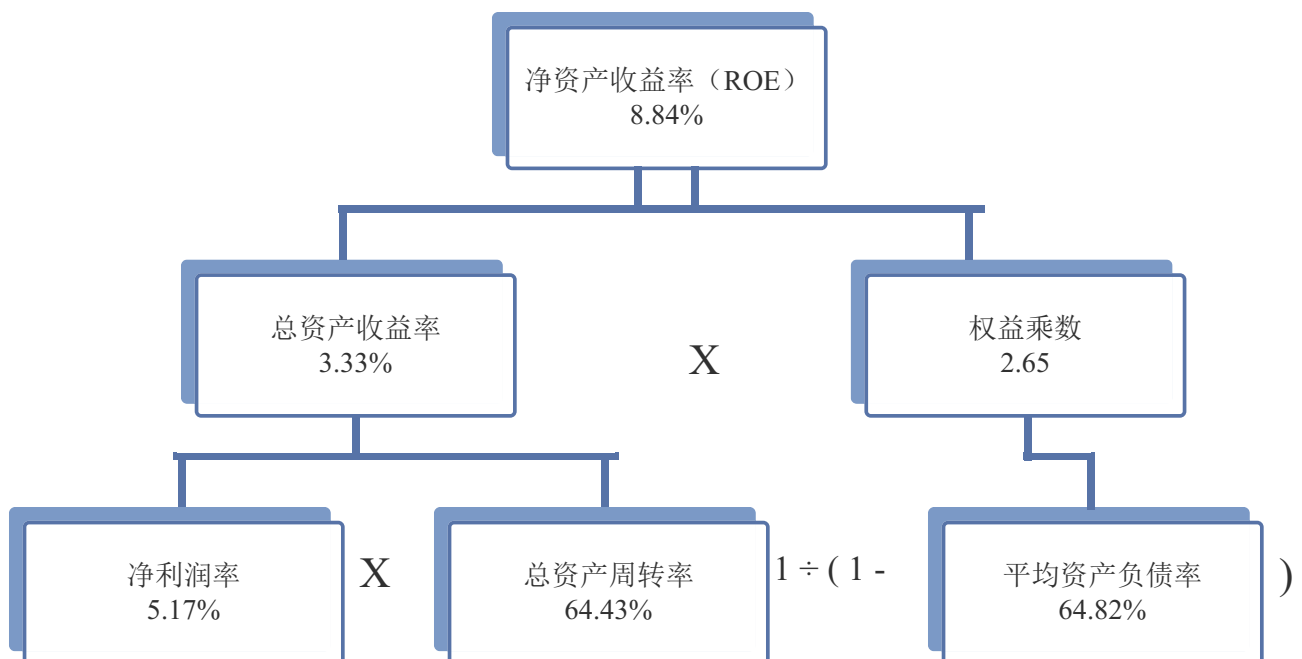 净资产收益率（ROE）
8.84%
总资产收益率
3.33%
X
权益乘数
2.65
净利润率
5.17%
X
总资产周转率
64.43%
1 ÷ ( 1 -
平均资产负债率
64.82%
)